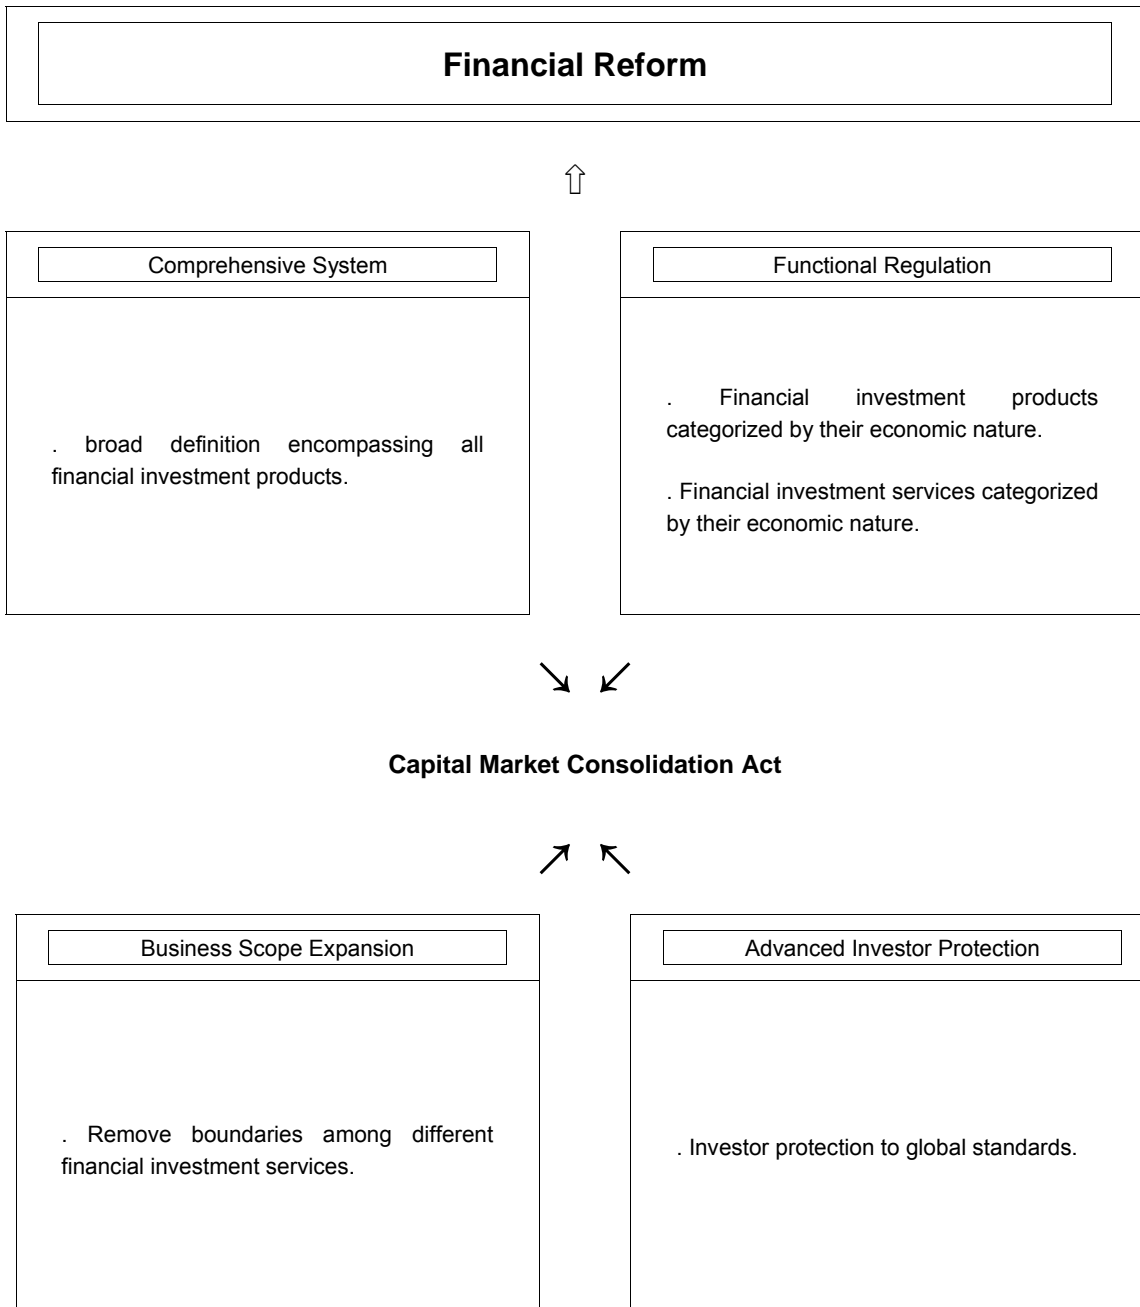 Financial Reform
⇧
Comprehensive System
. broad definition encompassing all
financial investment products.
Functional Regulation
. Financial investment products
categorized by their economic nature.
. Financial investment services categorized
by their economic nature.
↘ ↙
Capital Market Consolidation Act
↗ ↖
Business Scope Expansion
. Remove boundaries among different
financial investment services.
Advanced Investor Protection
. Investor protection to global standards.